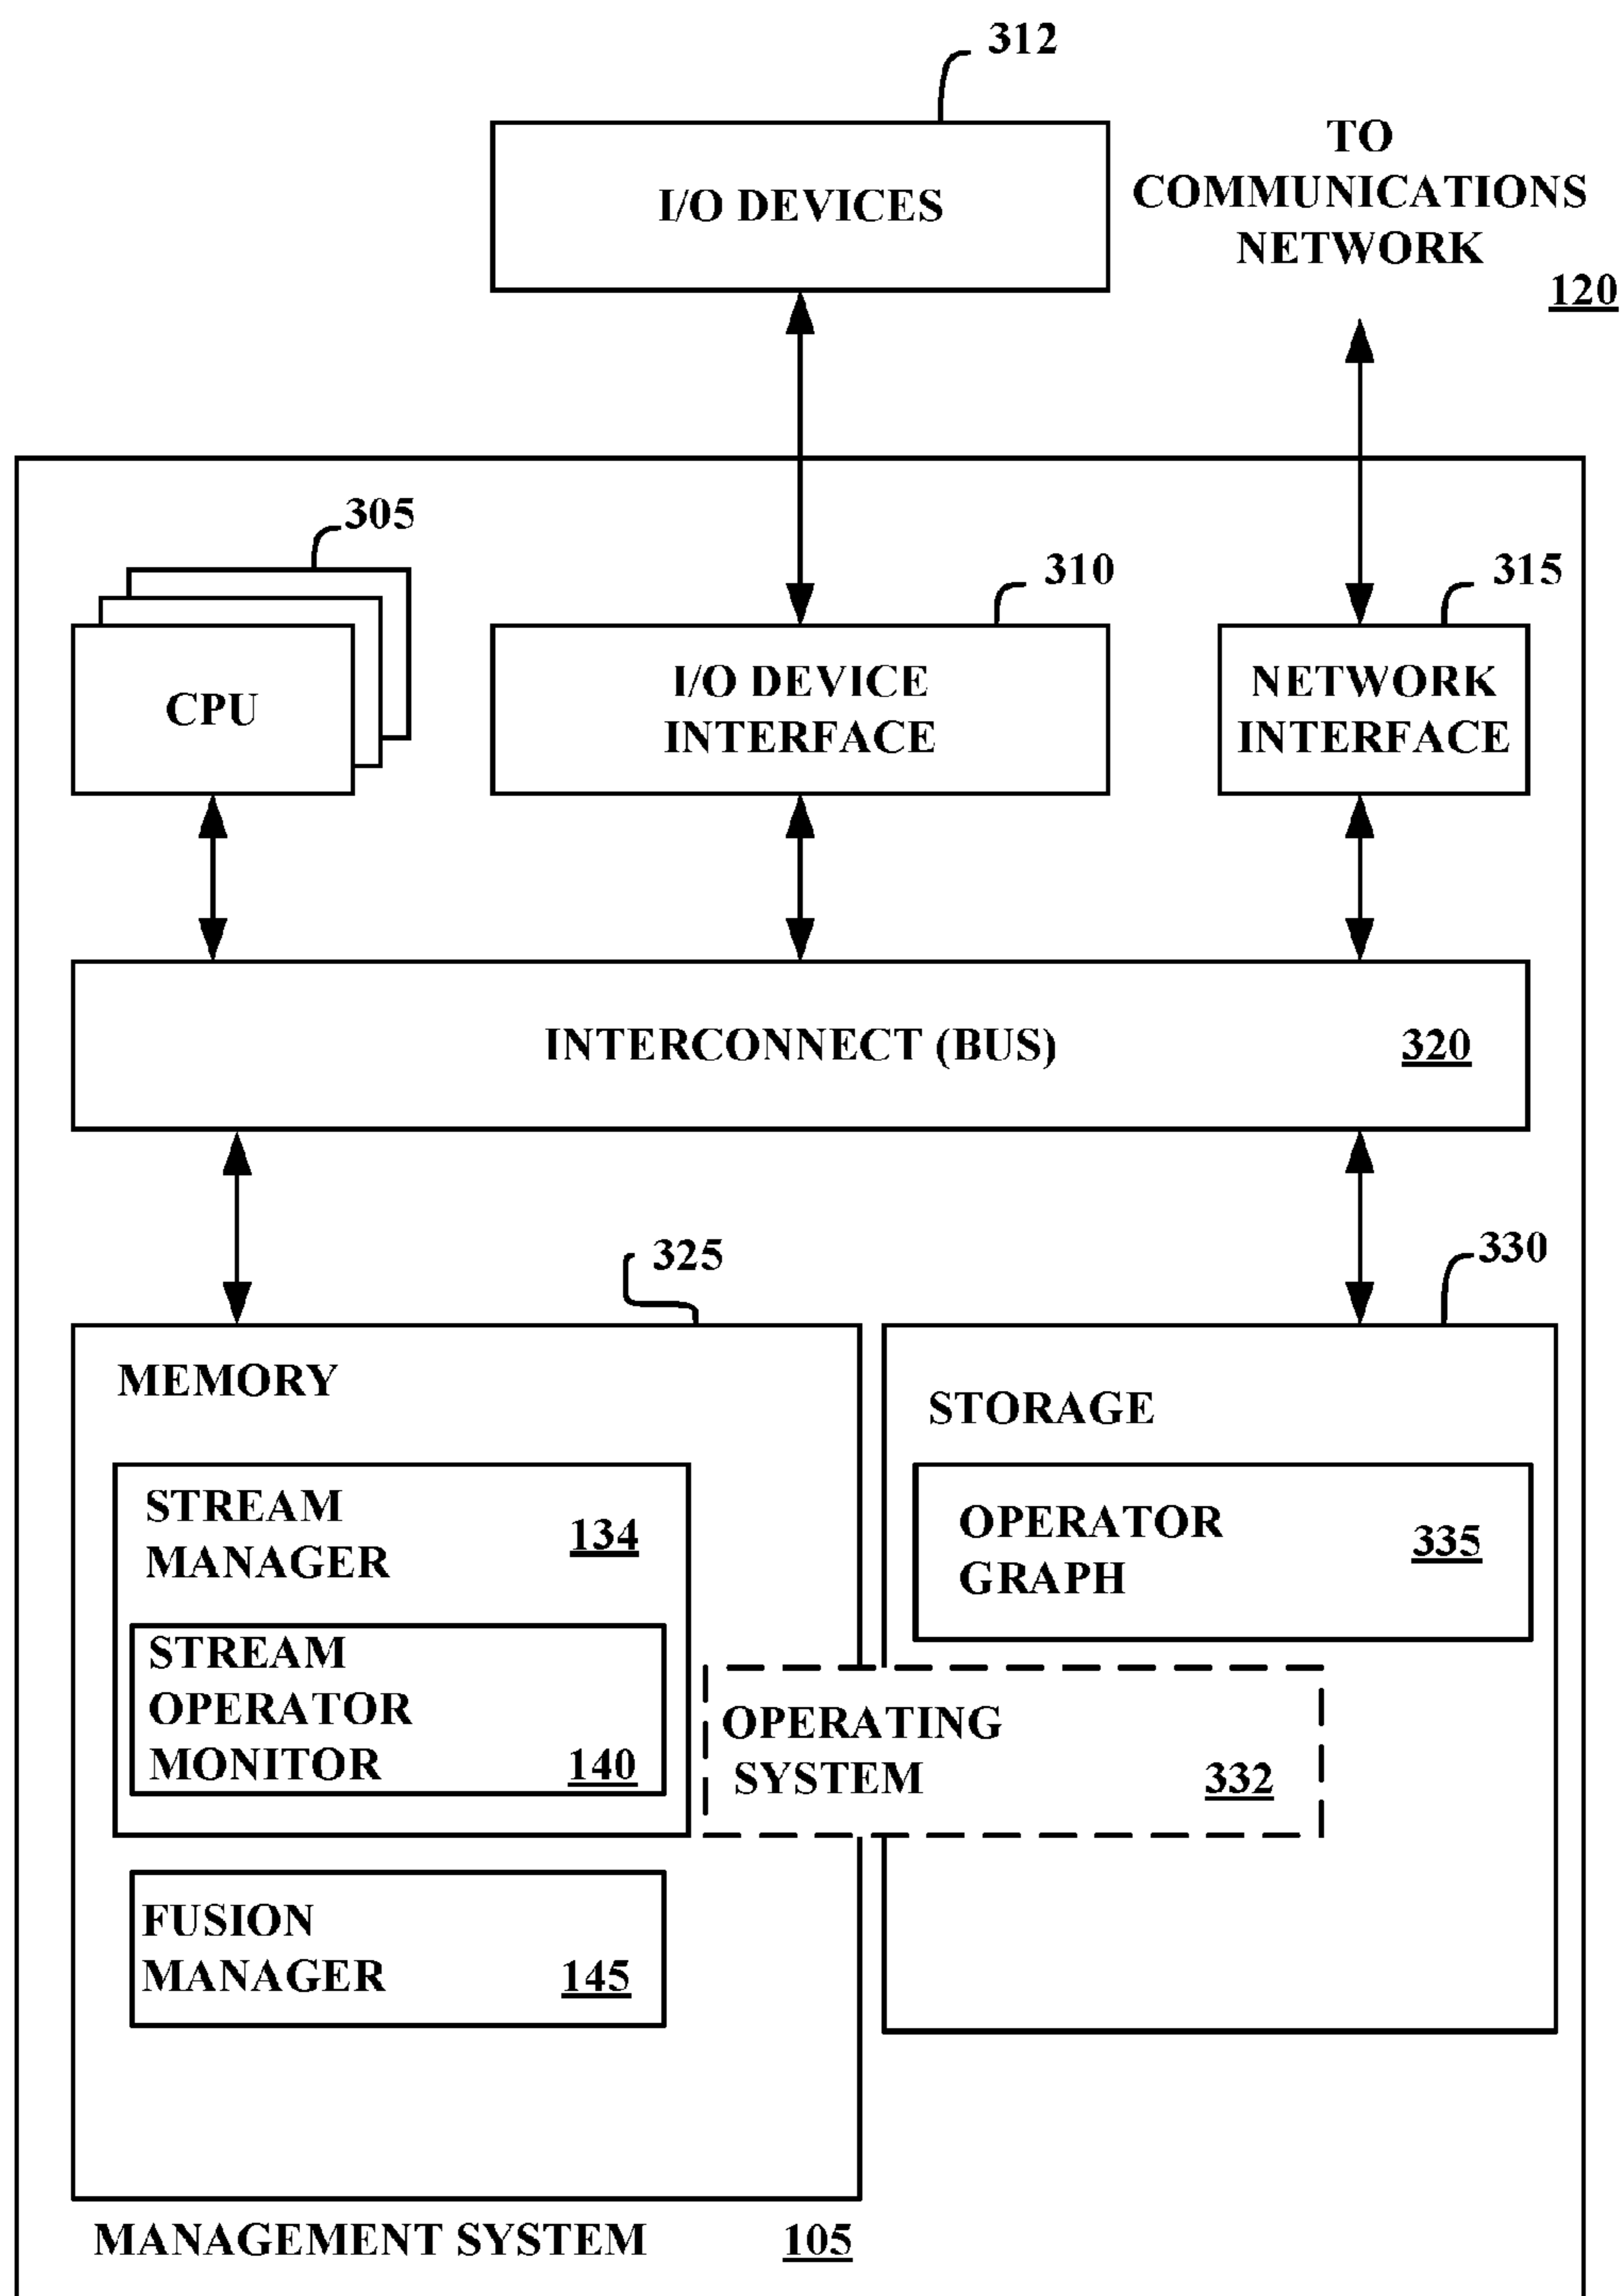 312
I/O DEVICES
TO
COMMUNICATIONS
NETWORK
120
305
CPU
310
I/O DEVICE
INTERFACE
315
NETWORK
INTERFACE
INTERCONNECT (BUS) 320
325
MEMORY
STREAM
MANAGER 134
STREAM
OPERATOR
MONITOR 140
FUSION
MANAGER 145
330
STORAGE
OPERATOR
GRAPH 335
OPERATING
SYSTEM 332
MANAGEMENT SYSTEM 105